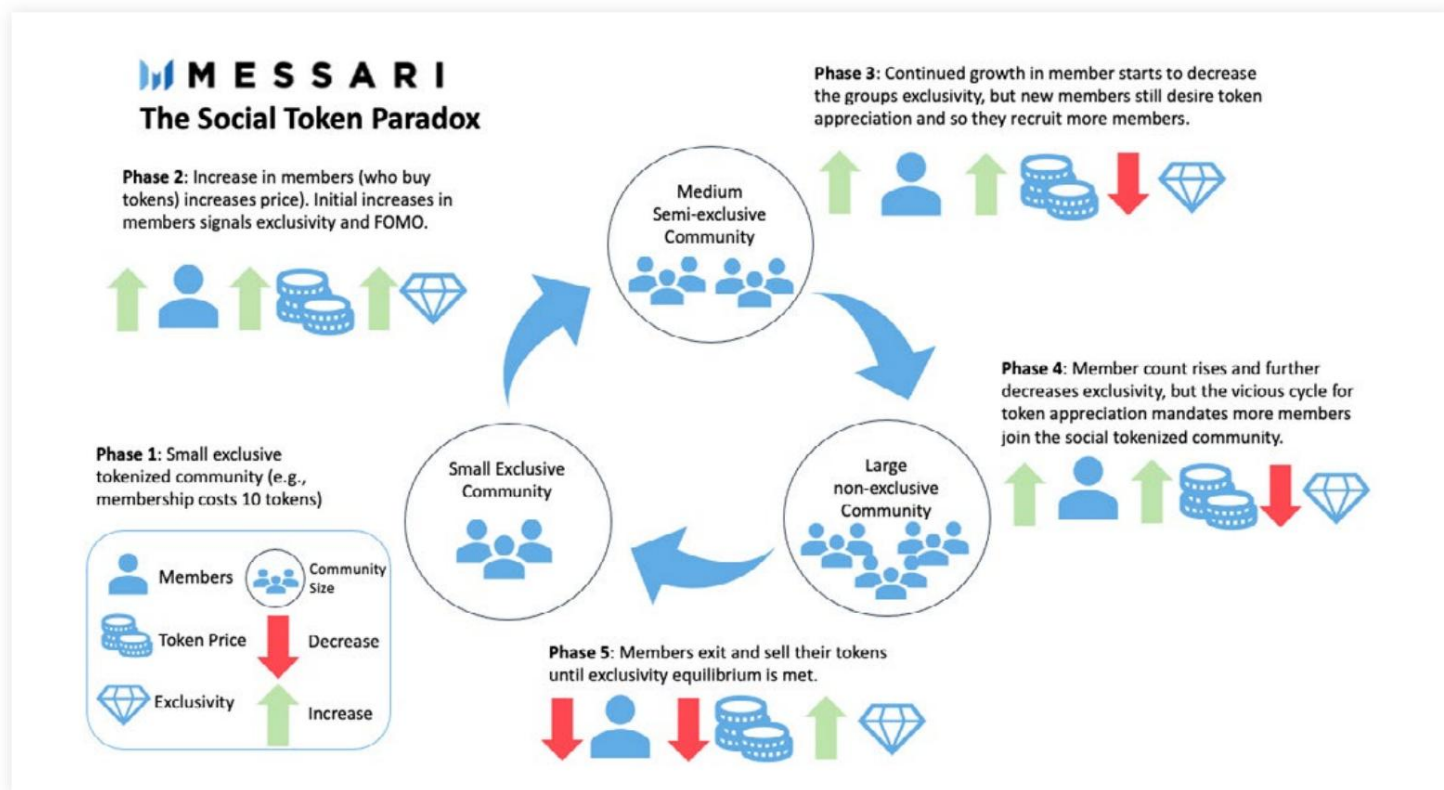 MESSARI
The Social Token Paradox
Phase 2: Increase in members (who buy
tokens) increases price). Initial increases in
members signals exclusivity and FOMO.
Phase 3: Continued growth in member starts to decrease
the groups exclusivity, but new members still desire token
appreciation and so they recruit more members.
Medium
Semi-exclusive
Community
Phase 4: Member count rises and further
decreases exclusivity, but the vicious cycle for
token appreciation mandates more members
join the social tokenized community.
Phase 1: Small exclusive
tokenized community (e.g.,
membership costs 10 tokens)
Small Exclusive
Community
Large
non-exclusive
Community
Members
Community
Size
Token Price
Decrease
Exclusivity
Increase
Phase 5: Members exit and sell their tokens
until exclusivity equilibrium is met.